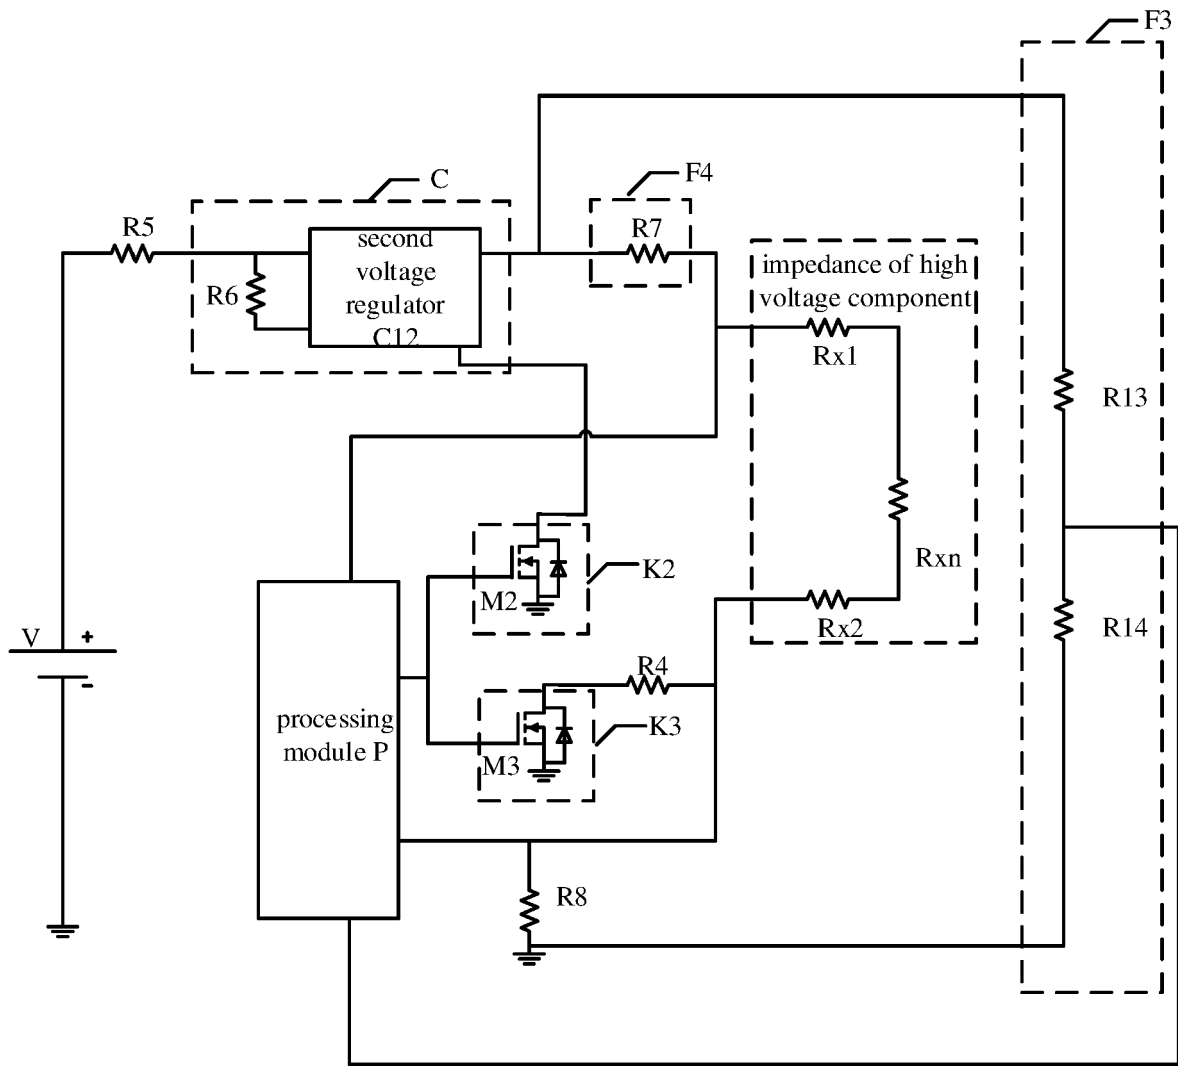 F3
C
F4
R5
R7
second
voltage
regulator
C12
R6
impedance of high
voltage component
Rx1
R13
Rxn
K2
M2
Rx2
R14
V
+
-
R4
processing
module P
K3
M3
R8